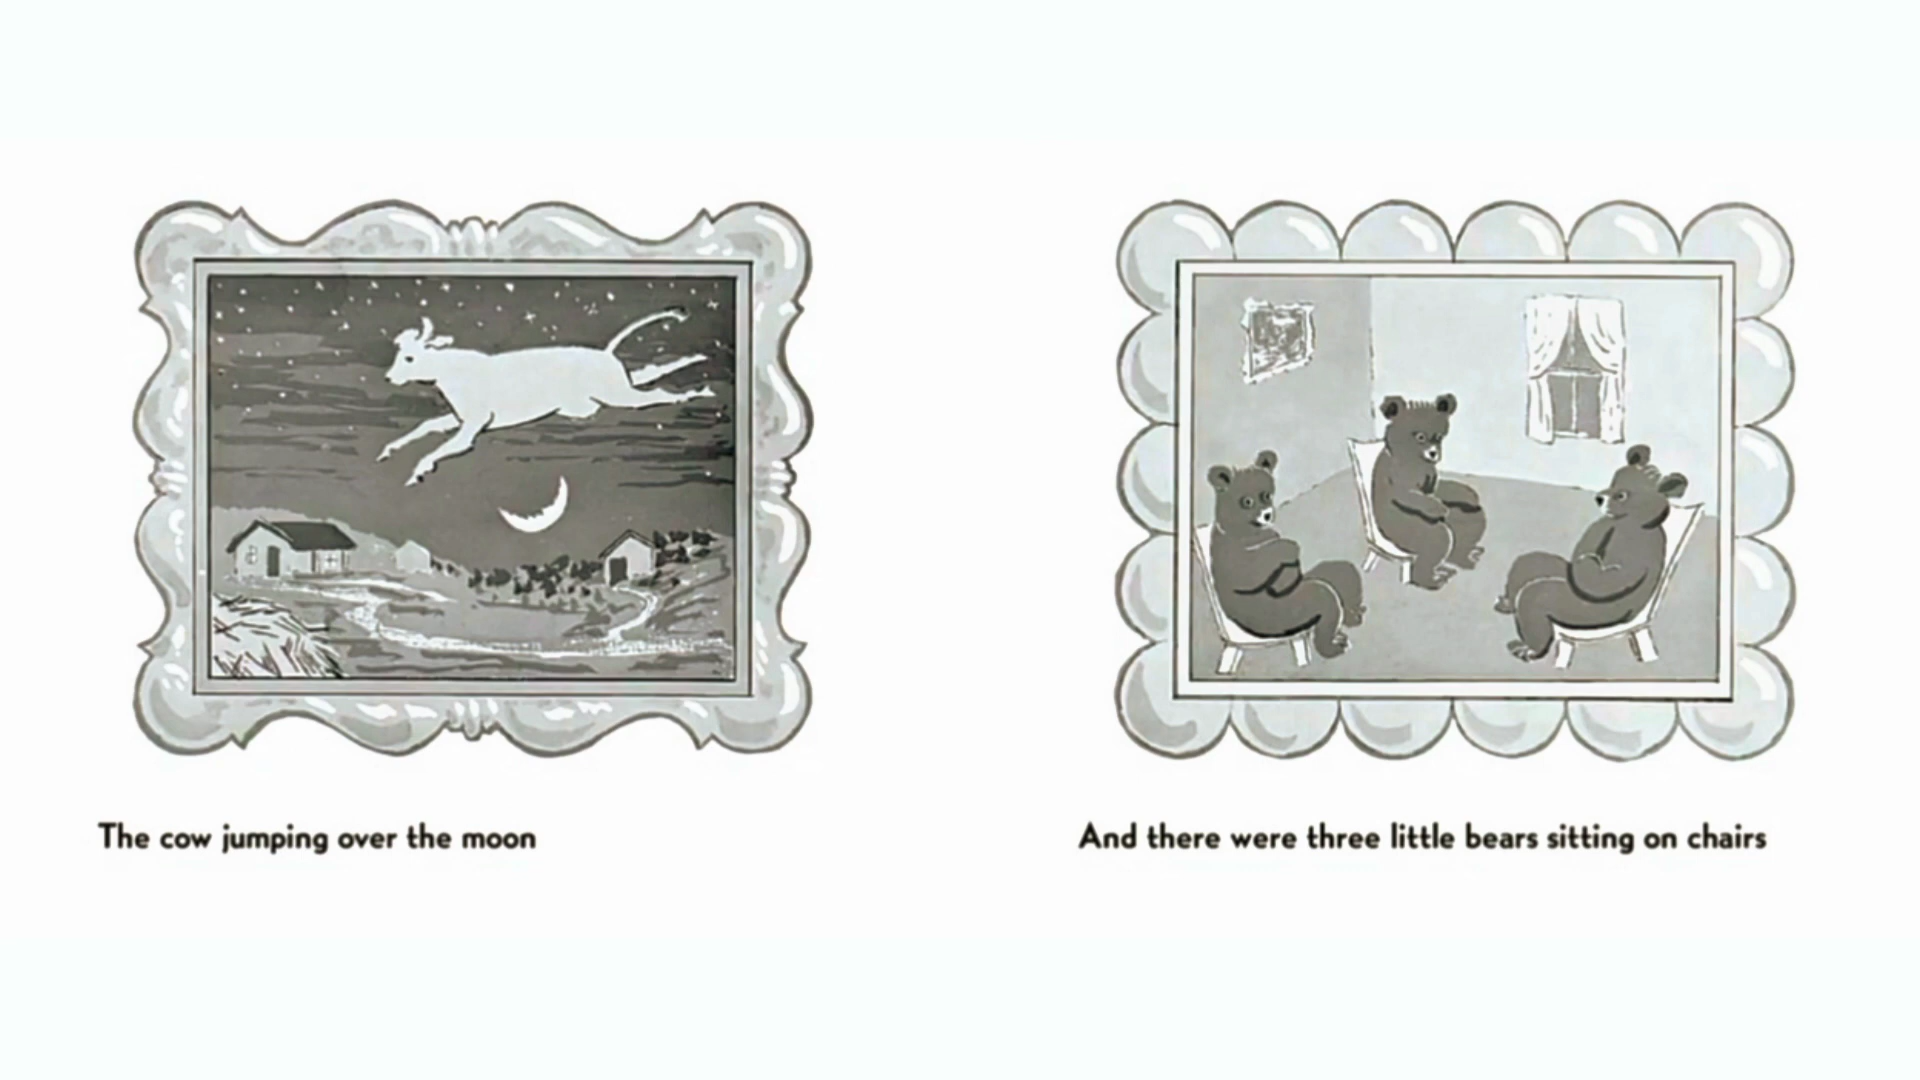 The cow jumping over the moon
And there were three little bears sitting on chairs